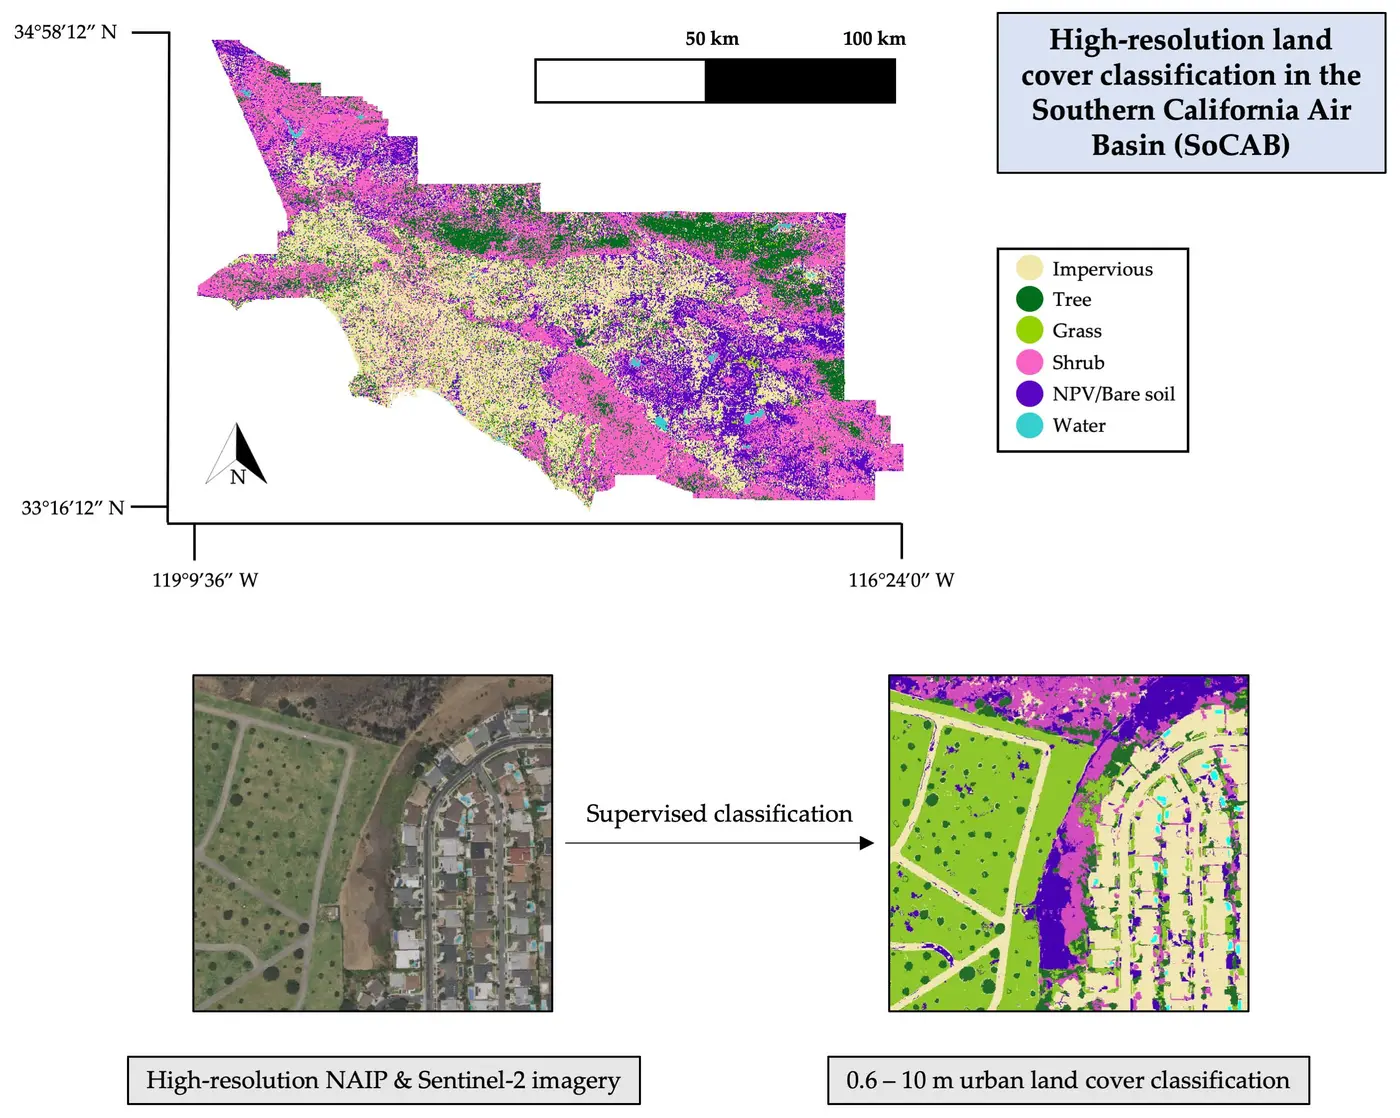 34°58’12” N
50 km
100 km
High-resolution land
cover classification in the
Southern California Air
Basin (SoCAB)
Impervious
Tree
Grass
Shrub
NPV/Bare soil
Water
N
33°16’12” N
119°9’36” W
116°24’0” W
Supervised classification
High-resolution NAIP & Sentinel-2 imagery
0.6 – 10 m urban land cover classification